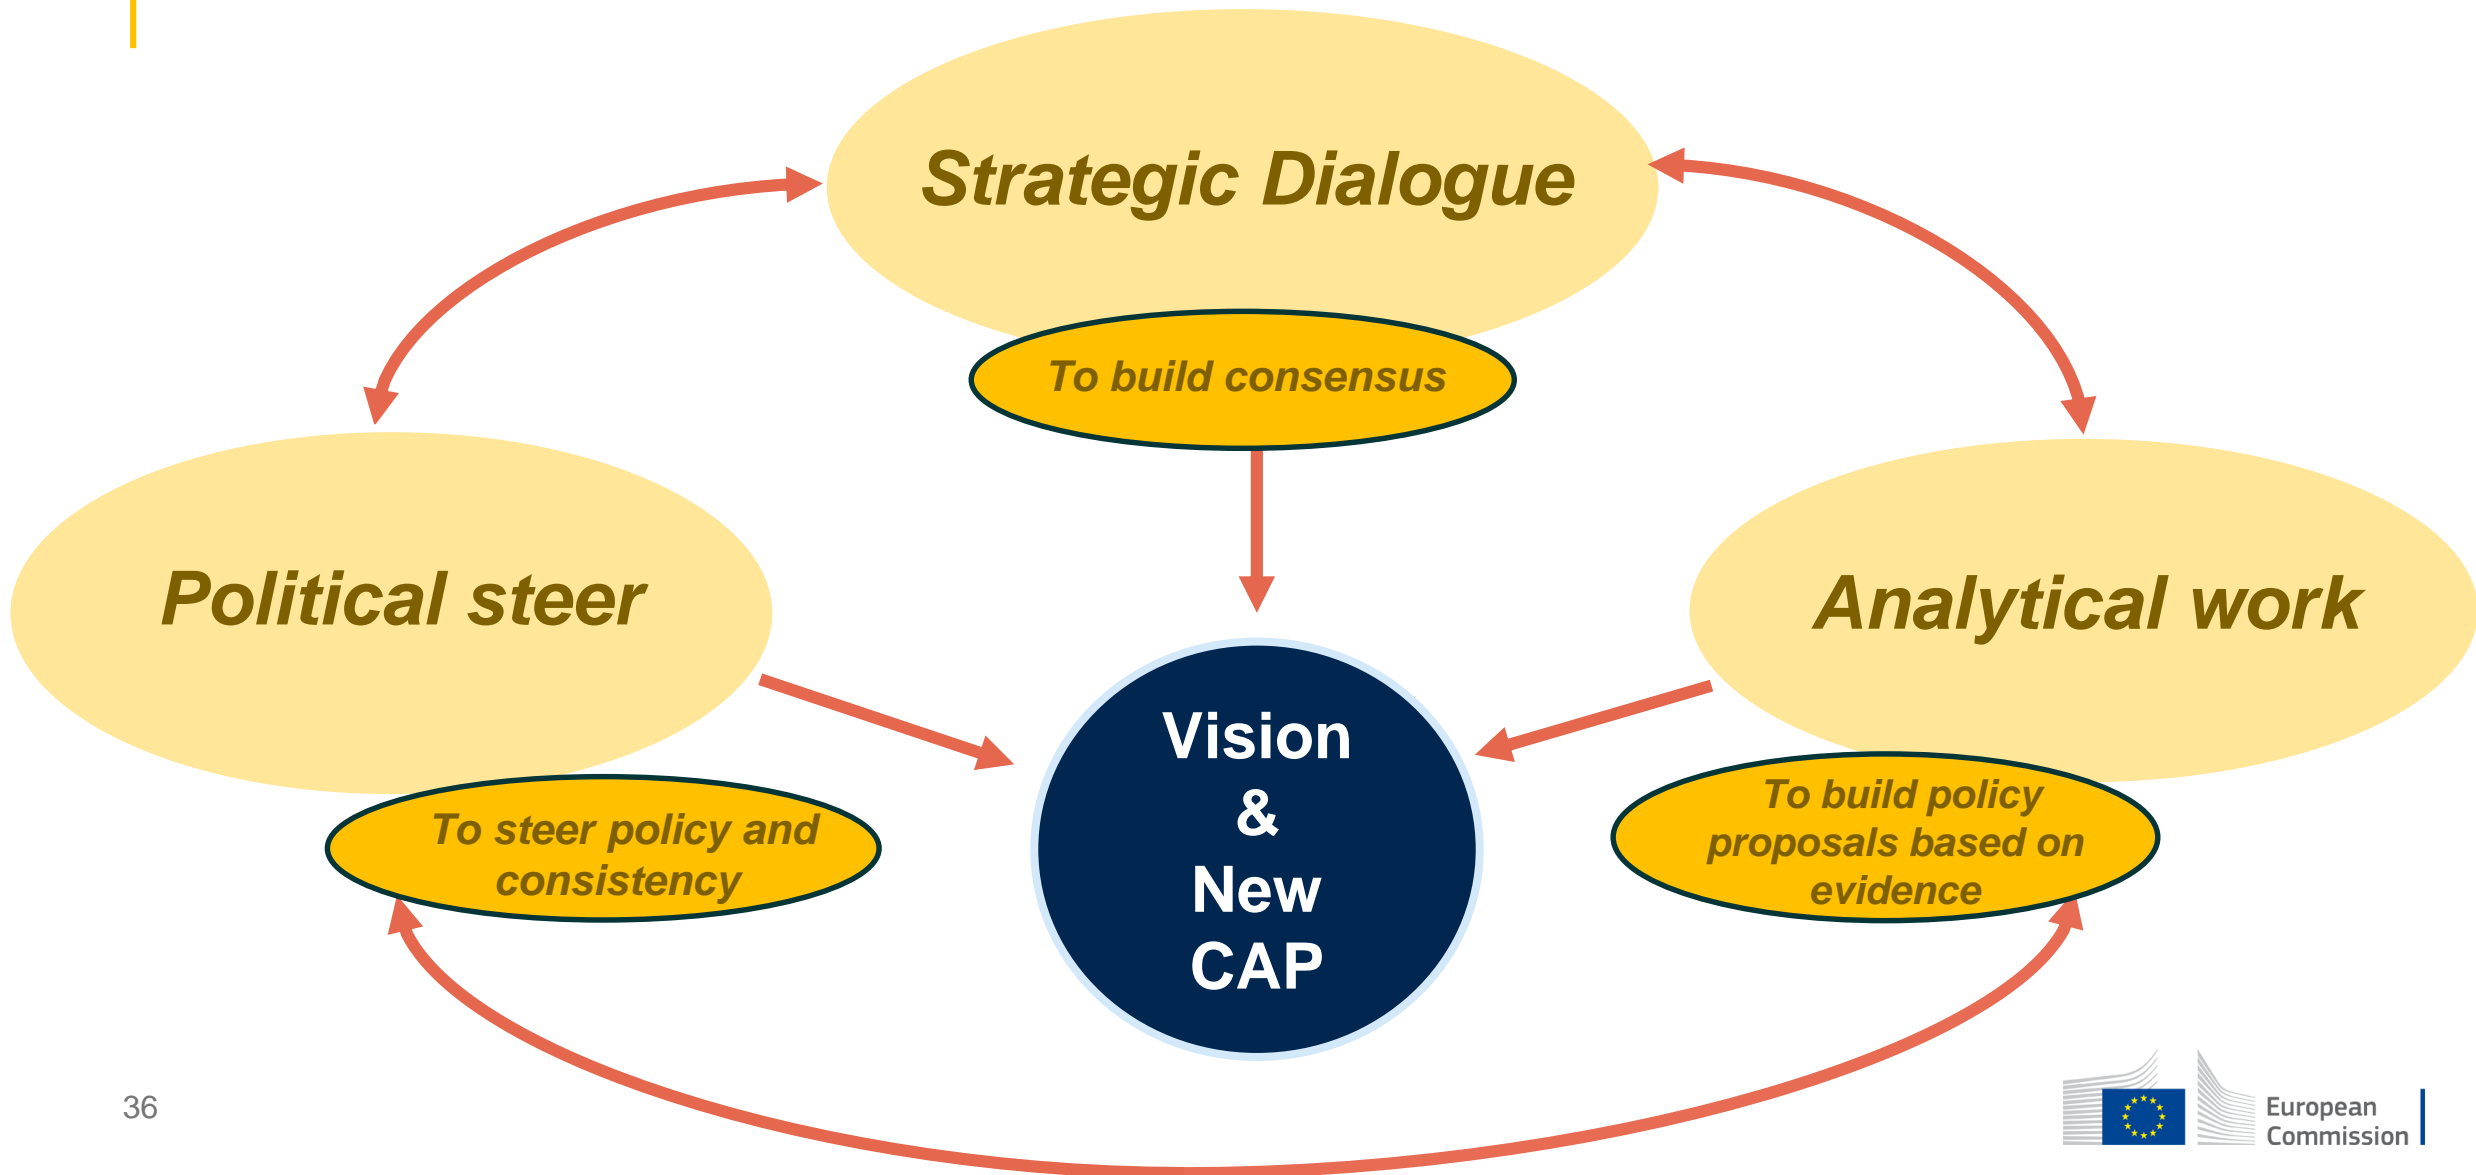 Strategic Dialogue
To build consensus
Political steer
To steer policy and
consistency
Analytical work
To build policy
proposals based on
evidence
Vision
&
New
CAP
36
European
Commission